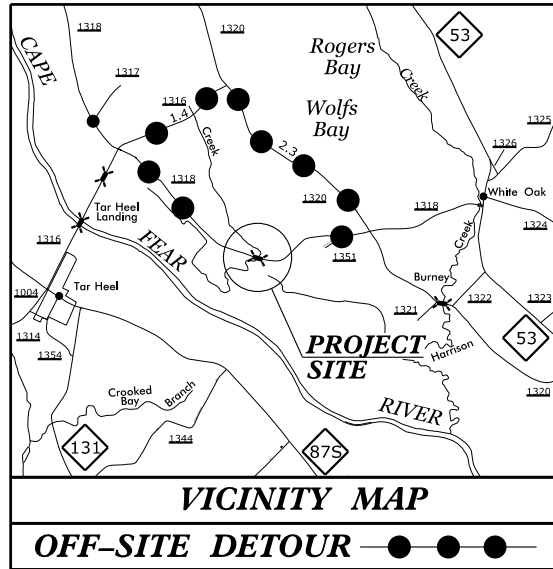 1318
1320
53
CAPE
Rogers
Bay
Creek
1317
1316
1.4
Creek
Wolfs
Bay
1325
1326
2.3
1318
1320
White Oak
1318
Tar Heel
Landing
1324
1316
FEAR
1351
Creek
Burney
1004
Tar Heel
1321
1322
1323
1314
PROJECT
SITE
Harrison
53
1354
Crooked
Bay
Branch
RIVER
1320
131
1344
87S
VICINITY MAP
OFF–SITE DETOUR